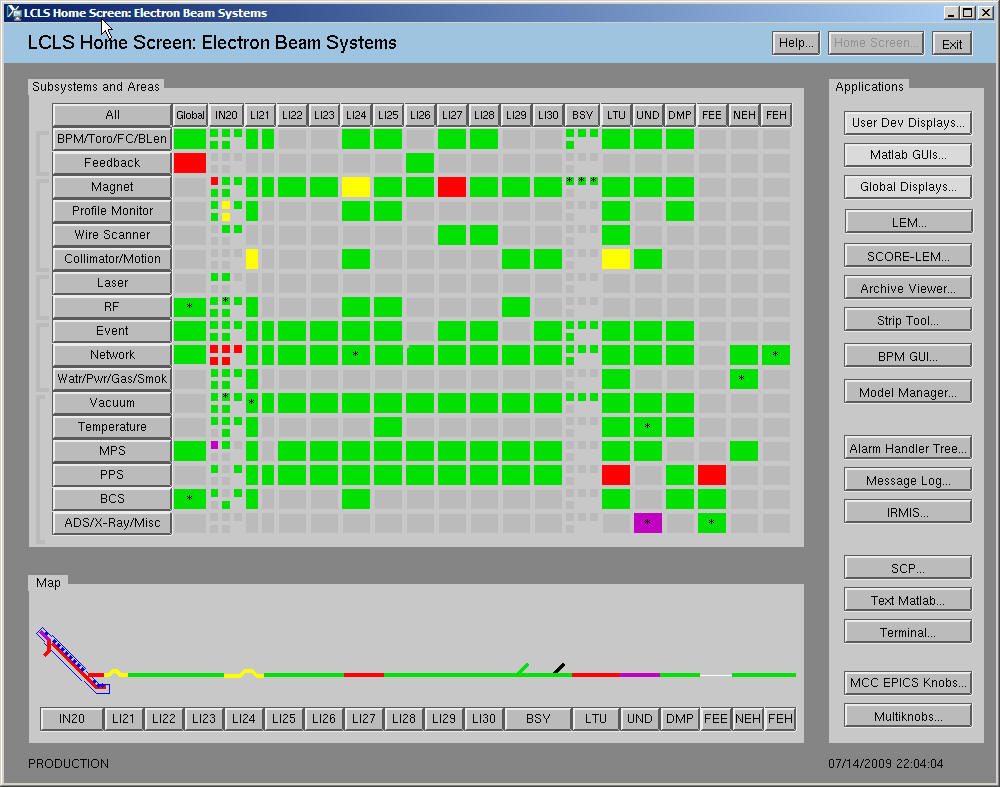 LCLS Home Screen: Electron Beam Systems
LCLS Home Screen: Electron Beam Systems
Help... Home Screen... Exit
Subsystems and Areas
All Global IN20 LI21 LI22 LI23 LI24 LI25 LI26 LI27 LI28 LI29 LI30 BSY LTU UND DMP FEE NEH FEH
BPM/Toro/FC/BLen
Feedback
Magnet * * *
Profile Monitor
Wire Scanner
Collimator/Motion
Laser
RF * *
Event
Network * *
Watr/Pwr/Gas/Smok *
Vacuum * *
Temperature *
MPS
PPS
BCS *
ADS/X-Ray/Misc * *
Map
IN20 LI21 LI22 LI23 LI24 LI25 LI26 LI27 LI28 LI29 LI30 BSY LTU UND DMP FEE NEH FEH
Applications
User Dev Displays...
Matlab GUIs...
Global Displays...
LEM...
SCORE-LEM...
Archive Viewer...
Strip Tool...
BPM GUI...
Model Manager...
Alarm Handler Tree...
Message Log...
IRMIS...
SCP...
Text Matlab...
Terminal...
MCC EPICS Knobs...
Multiknobs...
PRODUCTION 07/14/2009 22:04:04